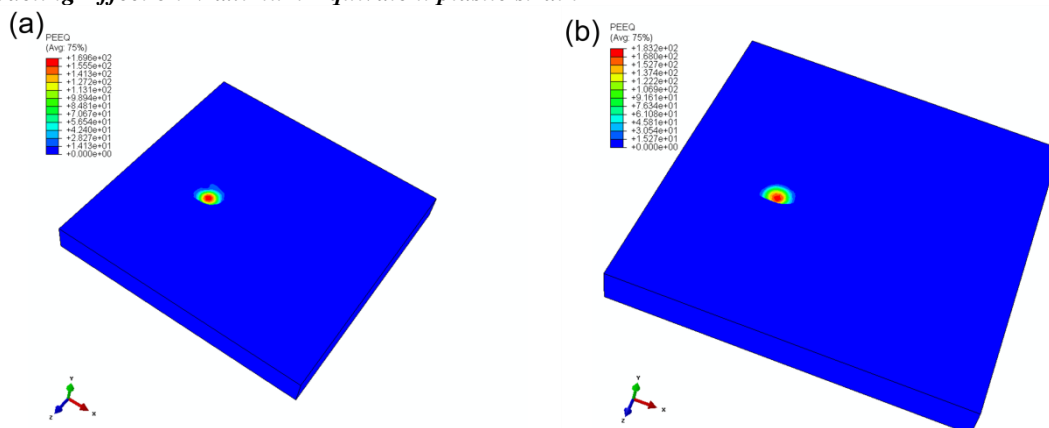 (a)
PEEQ
(Avg: 75%)
+1.696e+02
+1.555e+02
+1.413e+02
+1.272e+02
+1.131e+02
+9.894e+01
+8.481e+01
+7.067e+01
+5.654e+01
+4.240e+01
+2.827e+01
+1.413e+01
+0.000e+00
Y
X
Z
(b)
PEEQ
(Avg: 75%)
+1.832e+02
+1.680e+02
+1.527e+02
+1.374e+02
+1.222e+02
+1.069e+02
+9.161e+01
+7.634e+01
+6.108e+01
+4.581e+01
+3.054e+01
+1.527e+01
+0.000e+00
Y
X
Z